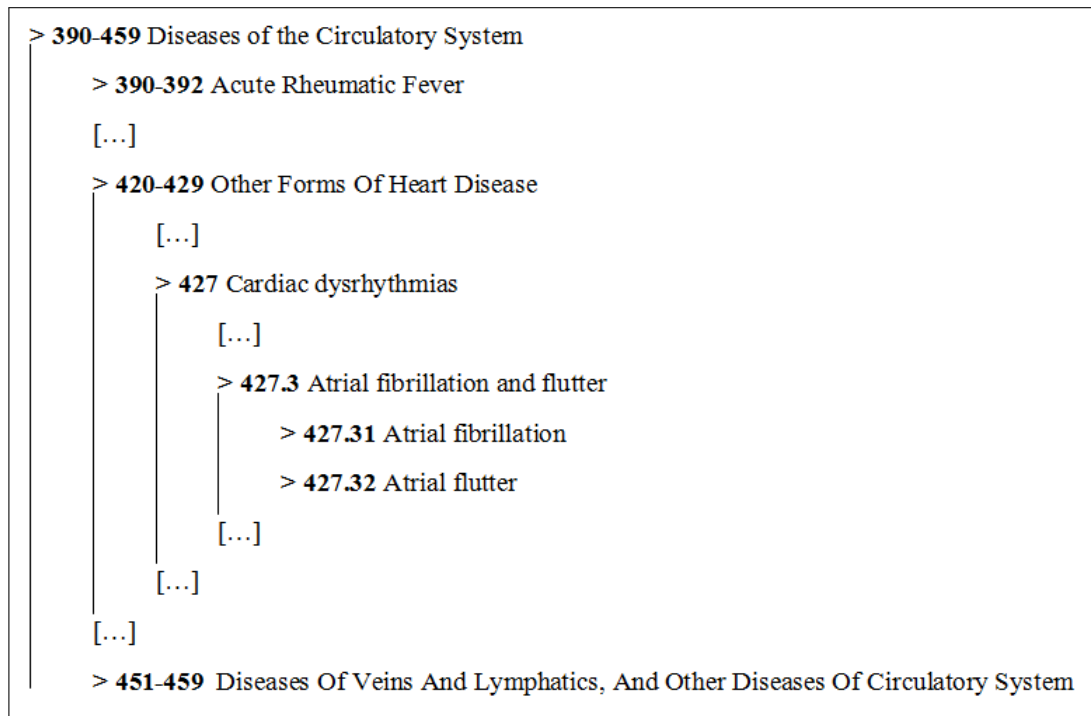 > 390-459 Diseases of the Circulatory System
> 390-392 Acute Rheumatic Fever
[…]
> 420-429 Other Forms Of Heart Disease
[…]
> 427 Cardiac dysrhythmias
[…]
> 427.3 Atrial fibrillation and flutter
> 427.31 Atrial fibrillation
> 427.32 Atrial flutter
[…]
[…]
[…]
> 451-459 Diseases Of Veins And Lymphatics, And Other Diseases Of Circulatory System